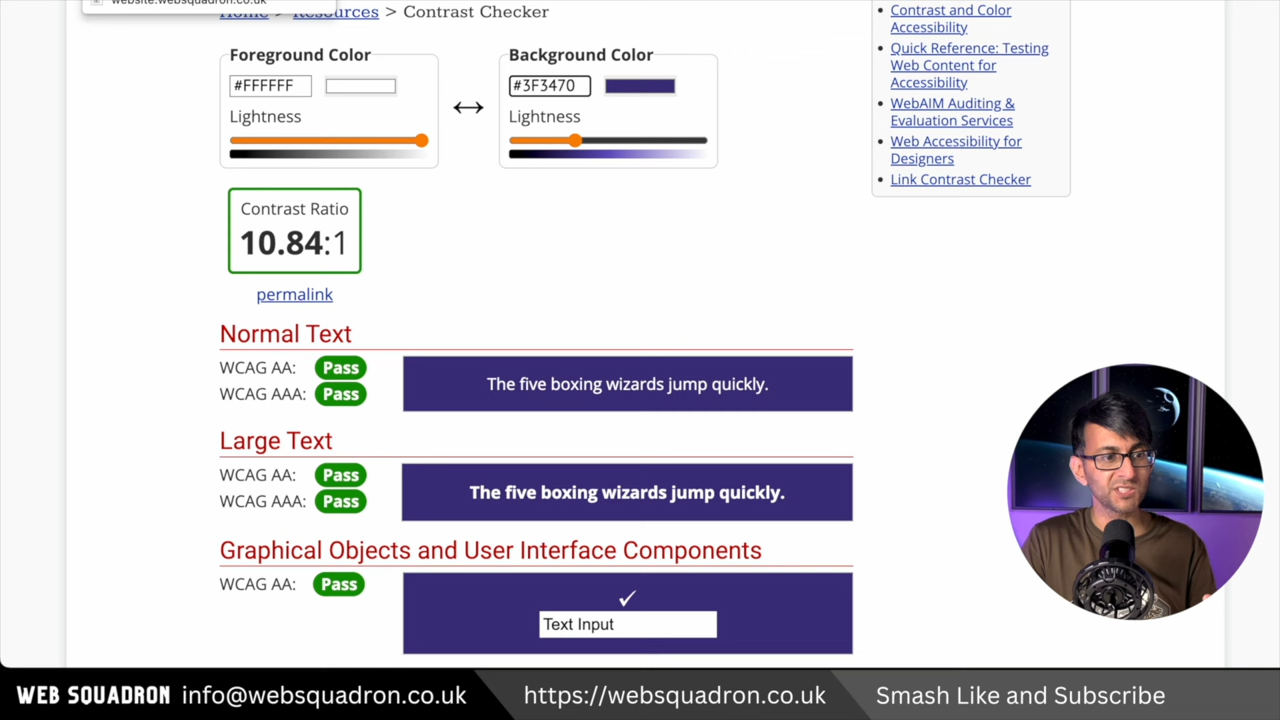 website.websquadron.co.uk
Home > Resources > Contrast Checker
Foreground Color
#FFFFFF
Lightness
Background Color
#3F3470
Lightness
Contrast Ratio
10.84:1
permalink
Normal Text
WCAG AA: Pass
WCAG AAA: Pass
The five boxing wizards jump quickly.
Large Text
WCAG AA: Pass
WCAG AAA: Pass
The five boxing wizards jump quickly.
Graphical Objects and User Interface Components
WCAG AA: Pass
Text Input
Contrast and Color
Accessibility
Quick Reference: Testing
Web Content for
Accessibility
WebAIM Auditing &
Evaluation Services
Web Accessibility for
Designers
Link Contrast Checker
WEB SQUADRON info@websquadron.co.uk https://websquadron.co.uk Smash Like and Subscribe